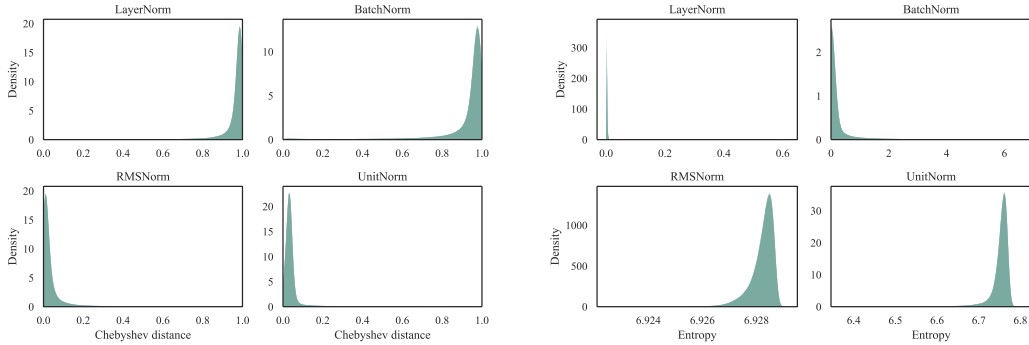 LayerNorm
BatchNorm
Density
20
15
10
5
0
0.0 0.2 0.4 0.6 0.8 1.0
10
5
0
0.0 0.2 0.4 0.6 0.8 1.0
RMSNorm
UnitNorm
Density
20
15
10
5
0
0.0 0.2 0.4 0.6 0.8 1.0
Chebyshev distance
20
15
10
5
0
0.0 0.2 0.4 0.6 0.8 1.0
Chebyshev distance
LayerNorm
BatchNorm
Density
300
200
100
0
0.0 0.2 0.4 0.6
2
1
0
0 2 4 6
RMSNorm
UnitNorm
Density
1000
500
0
6.924 6.926 6.928
Entropy
30
20
10
0
6.4 6.5 6.6 6.7 6.8
Entropy